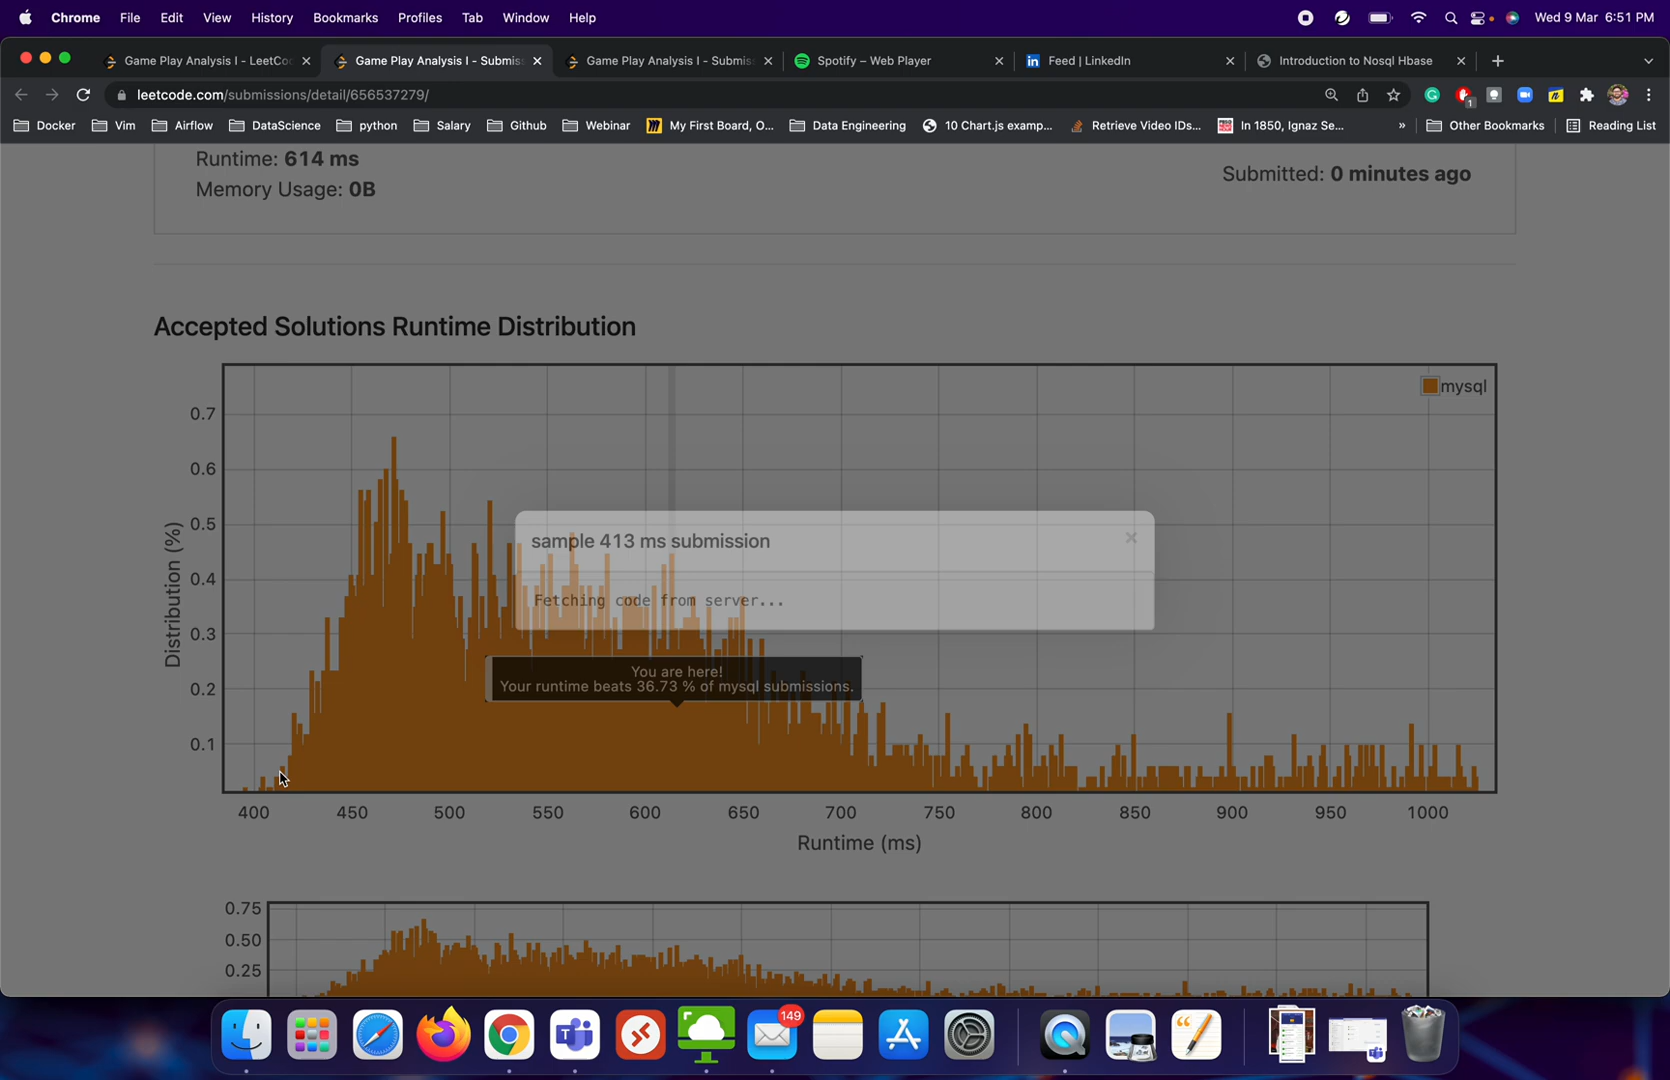 Chrome File Edit View History Bookmarks Profiles Tab Window Help Wed 9 Mar 6:51 PM
Game Play Analysis I - LeetCo Game Play Analysis I - Submis Game Play Analysis I - Submis Spotify – Web Player Feed | LinkedIn Introduction to Nosql Hbase
leetcode.com/submissions/detail/656537279/ 1
Docker Vim Airflow DataScience python Salary Github Webinar My First Board, O... Data Engineering 10 Chart.js examp... Retrieve Video IDs... In 1850, Ignaz Se... » Other Bookmarks Reading List
Runtime: 614 ms
Memory Usage: 0B
Submitted: 0 minutes ago
Accepted Solutions Runtime Distribution
mysql
0.7
0.6
0.5
0.4
0.3
0.2
0.1
Distribution (%)
sample 413 ms submission ×
Fetching code from server...
You are here!
Your runtime beats 36.73 % of mysql submissions.
400 450 500 550 600 650 700 750 800 850 900 950 1000
Runtime (ms)
0.75
0.50
0.25
149